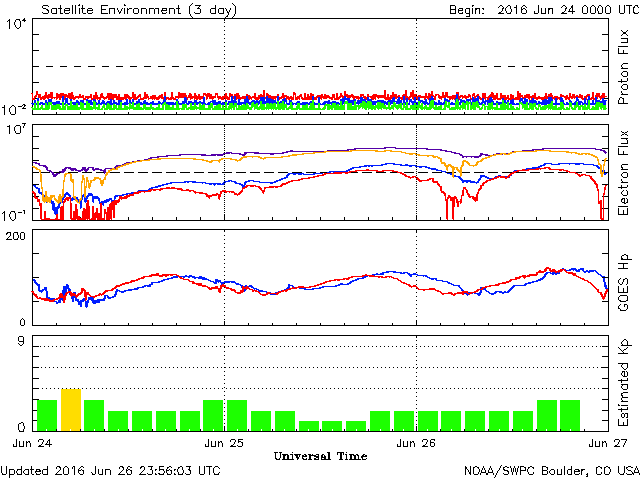 Satellite Environment (3 day) Begin: 2016 Jun 24 0000 UTC
10⁴
10⁻²
Proton Flux
10⁷
10⁻¹
Electron Flux
200
0
GOES Hp
9
0
Estimated Kp
Jun 24 Jun 25 Jun 26 Jun 27
Universal Time
Updated 2016 Jun 26 23:56:03 UTC NOAA/SWPC Boulder, CO USA